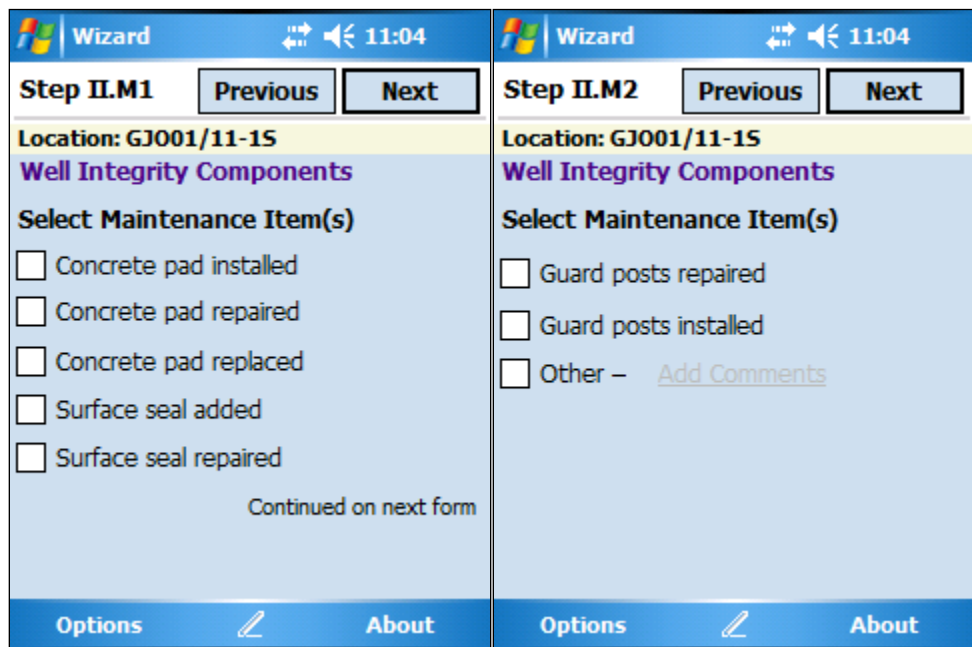 Wizard 11:04
Step II.M1 Previous Next
Location: GJO01/11-1S
Well Integrity Components
Select Maintenance Item(s)
Concrete pad installed
Concrete pad repaired
Concrete pad replaced
Surface seal added
Surface seal repaired
Continued on next form
Options About
Wizard 11:04
Step II.M2 Previous Next
Location: GJO01/11-1S
Well Integrity Components
Select Maintenance Item(s)
Guard posts repaired
Guard posts installed
Other – Add Comments
Options About